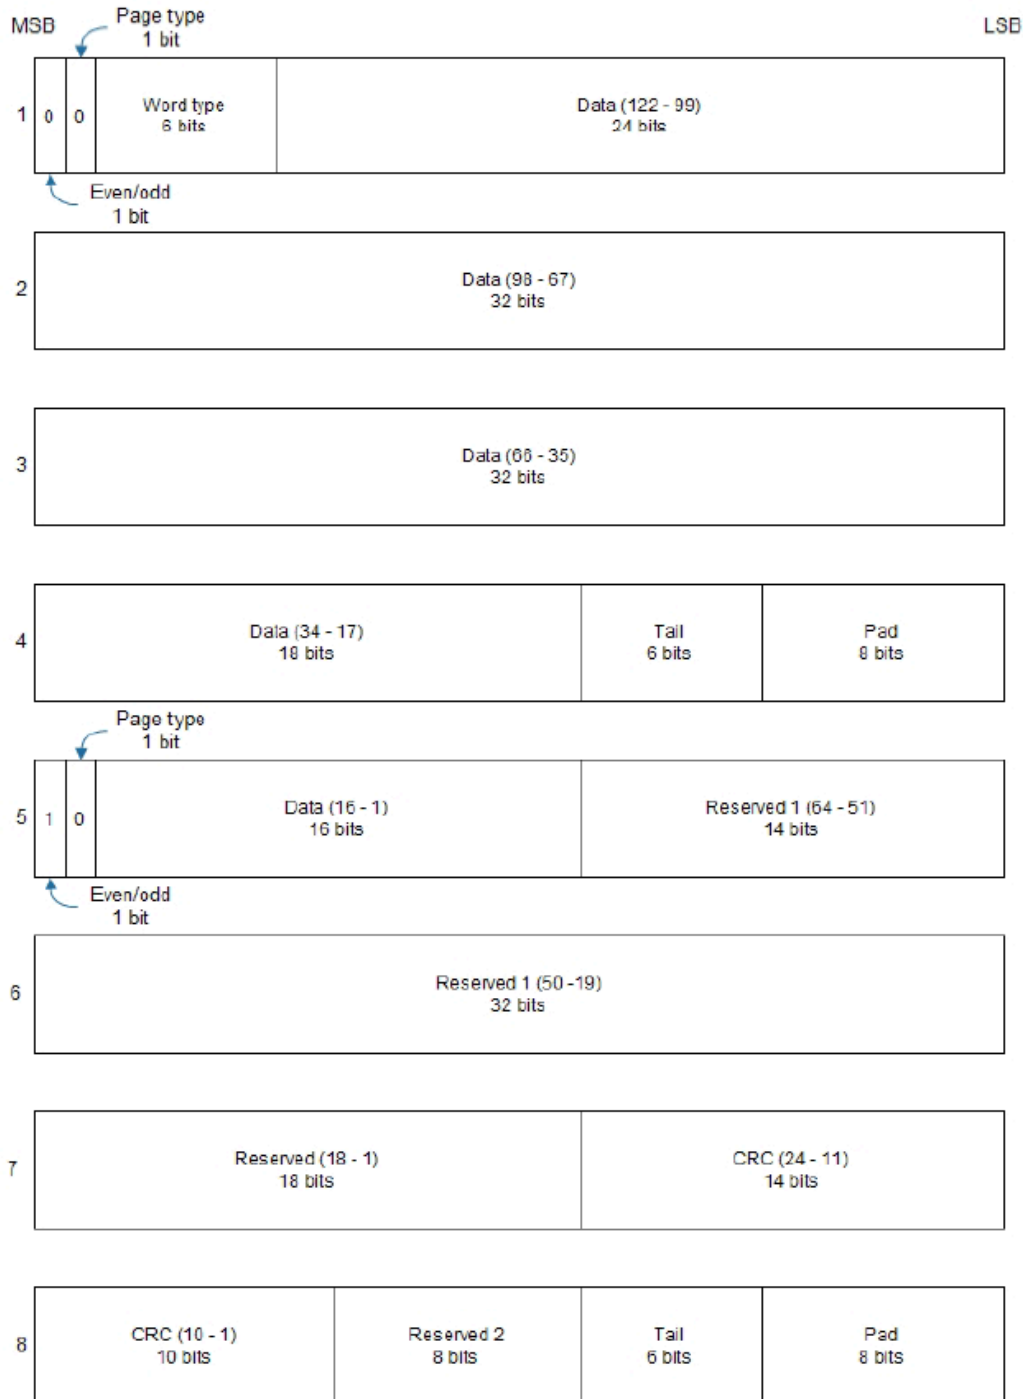 MSB
Page type
1 bit
LSB
1
0
0
Word type
6 bits
Data (122 - 99)
24 bits
Even/odd
1 bit
2
Data (98 - 67)
32 bits
3
Data (66 - 35)
32 bits
4
Data (34 - 17)
18 bits
Tail
6 bits
Pad
8 bits
Page type
1 bit
5
1
0
Data (16 - 1)
16 bits
Reserved 1 (64 - 51)
14 bits
Even/odd
1 bit
6
Reserved 1 (50 -19)
32 bits
7
Reserved (18 - 1)
18 bits
CRC (24 - 11)
14 bits
8
CRC (10 - 1)
10 bits
Reserved 2
8 bits
Tail
6 bits
Pad
8 bits